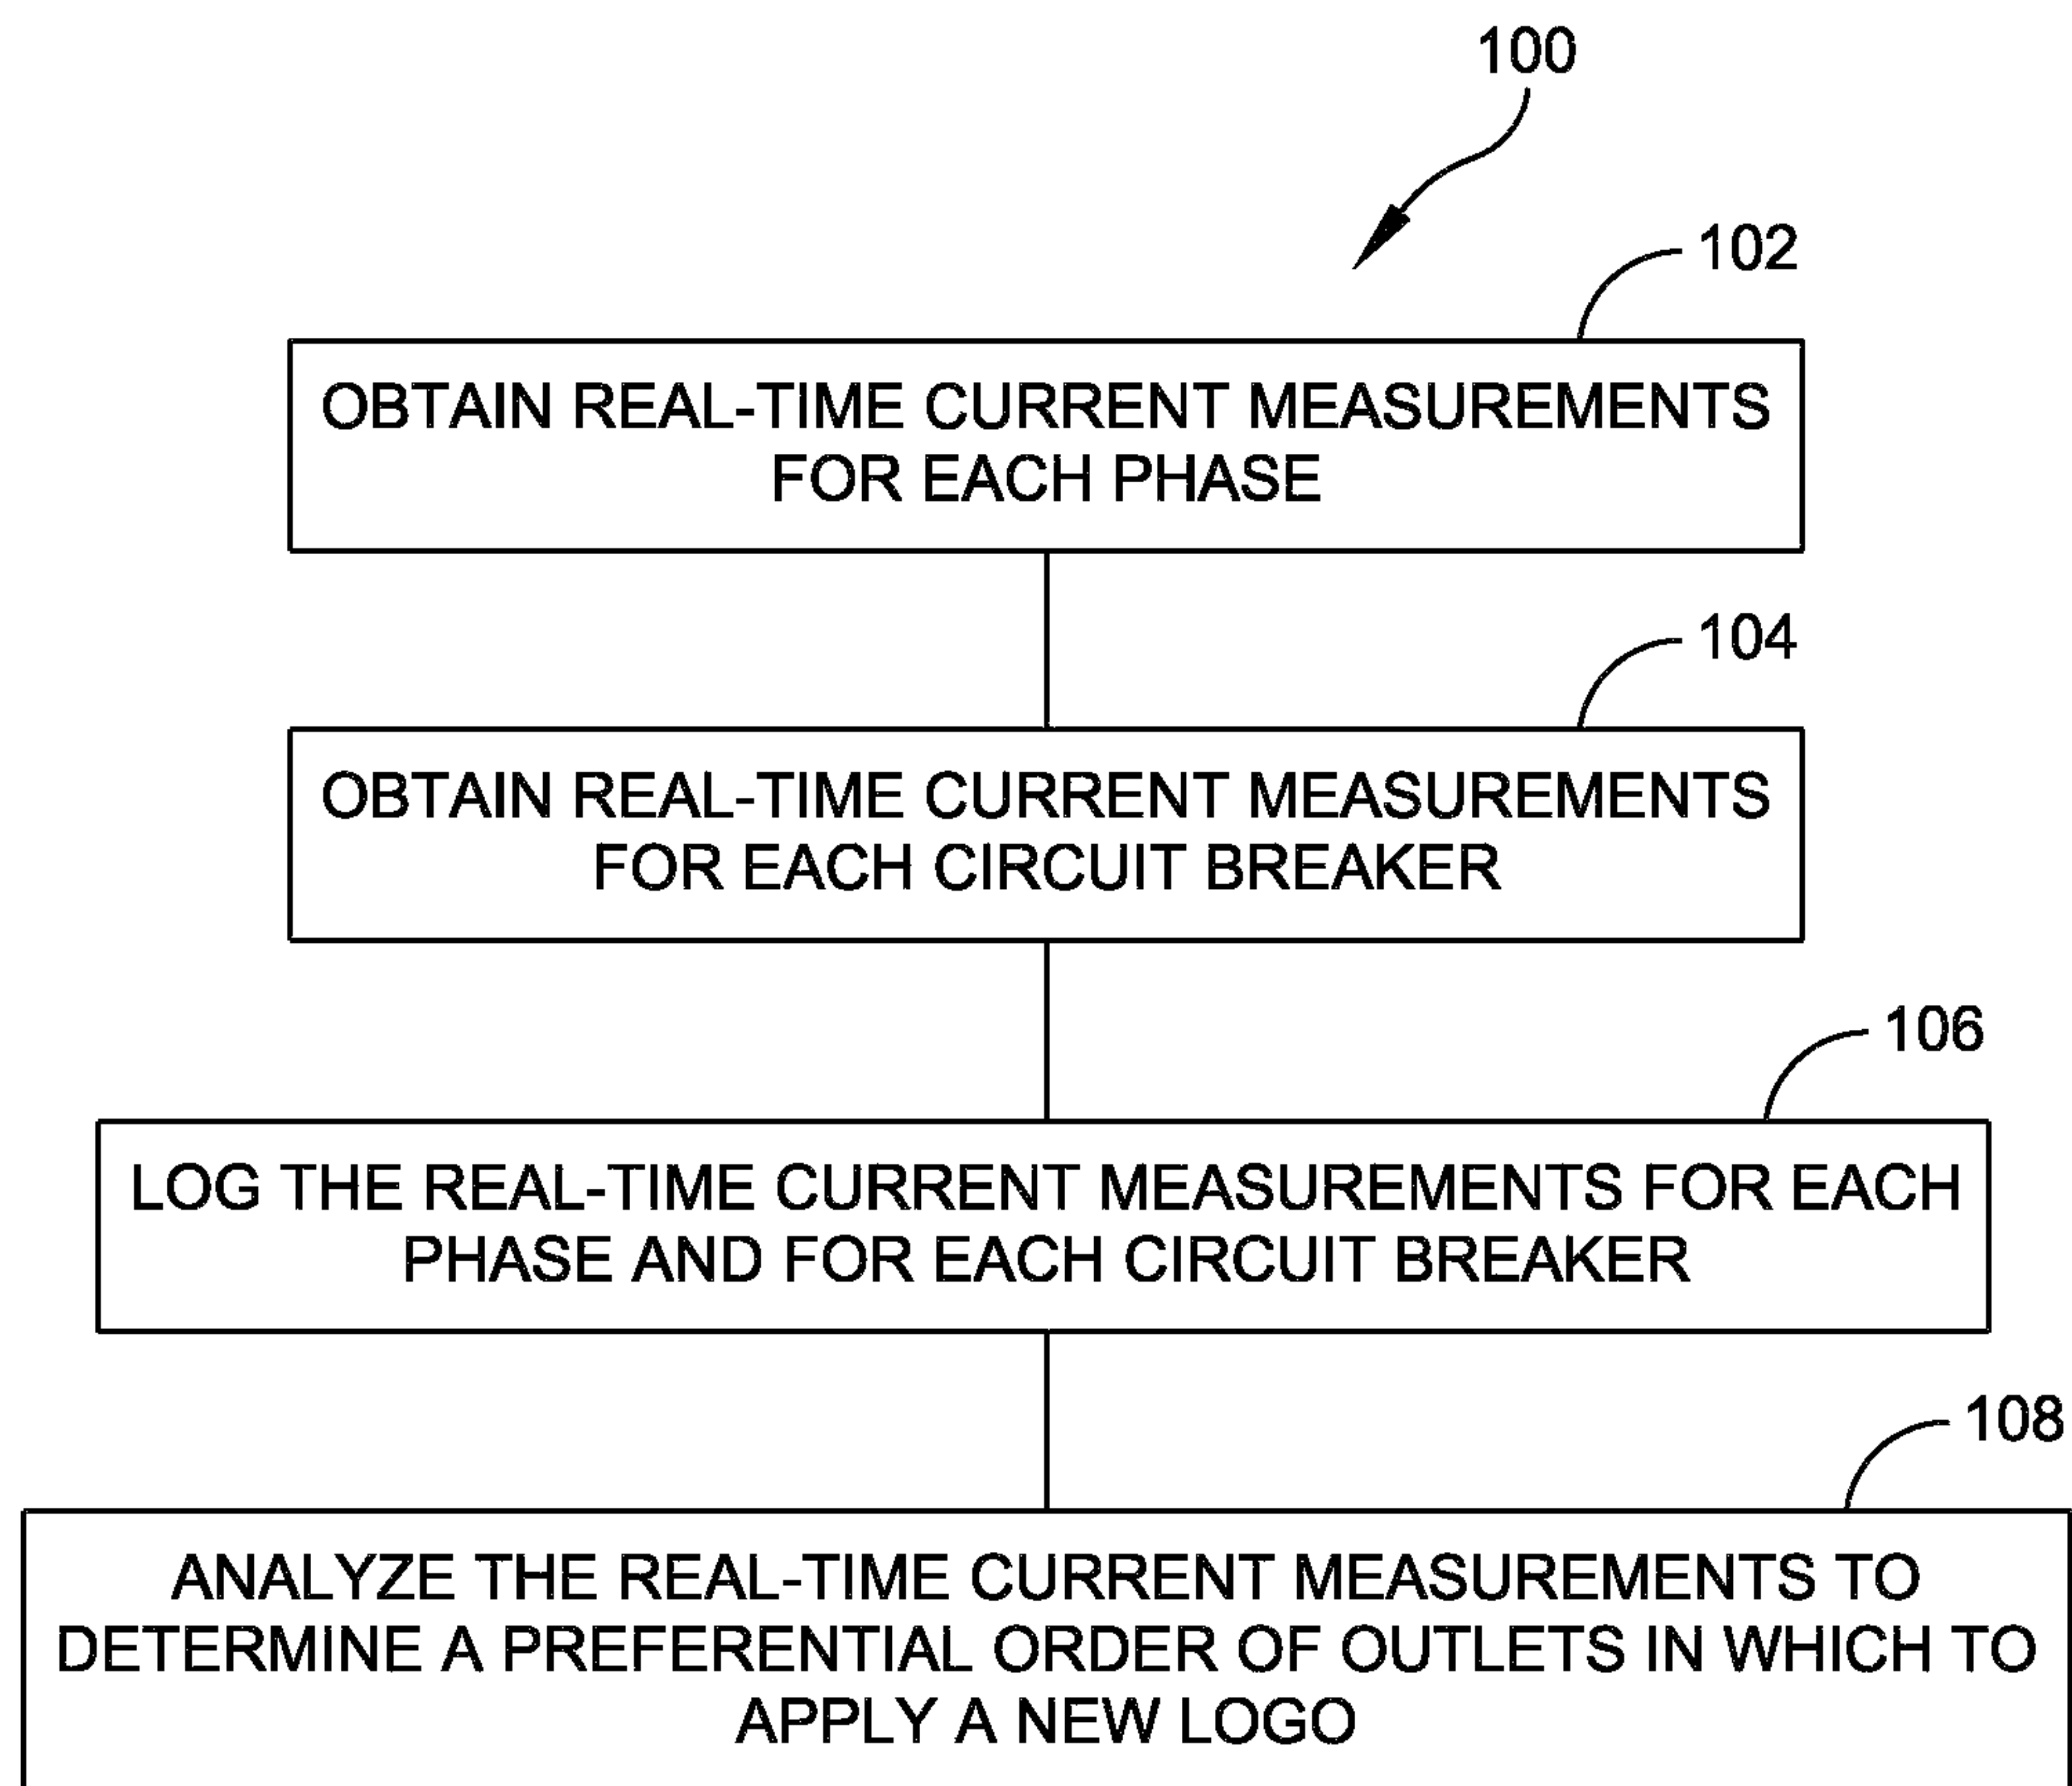 100
102
OBTAIN REAL-TIME CURRENT MEASUREMENTS
FOR EACH PHASE
104
OBTAIN REAL-TIME CURRENT MEASUREMENTS
FOR EACH CIRCUIT BREAKER
106
LOG THE REAL-TIME CURRENT MEASUREMENTS FOR EACH
PHASE AND FOR EACH CIRCUIT BREAKER
108
ANALYZE THE REAL-TIME CURRENT MEASUREMENTS TO
DETERMINE A PREFERENTIAL ORDER OF OUTLETS IN WHICH TO
APPLY A NEW LOGO